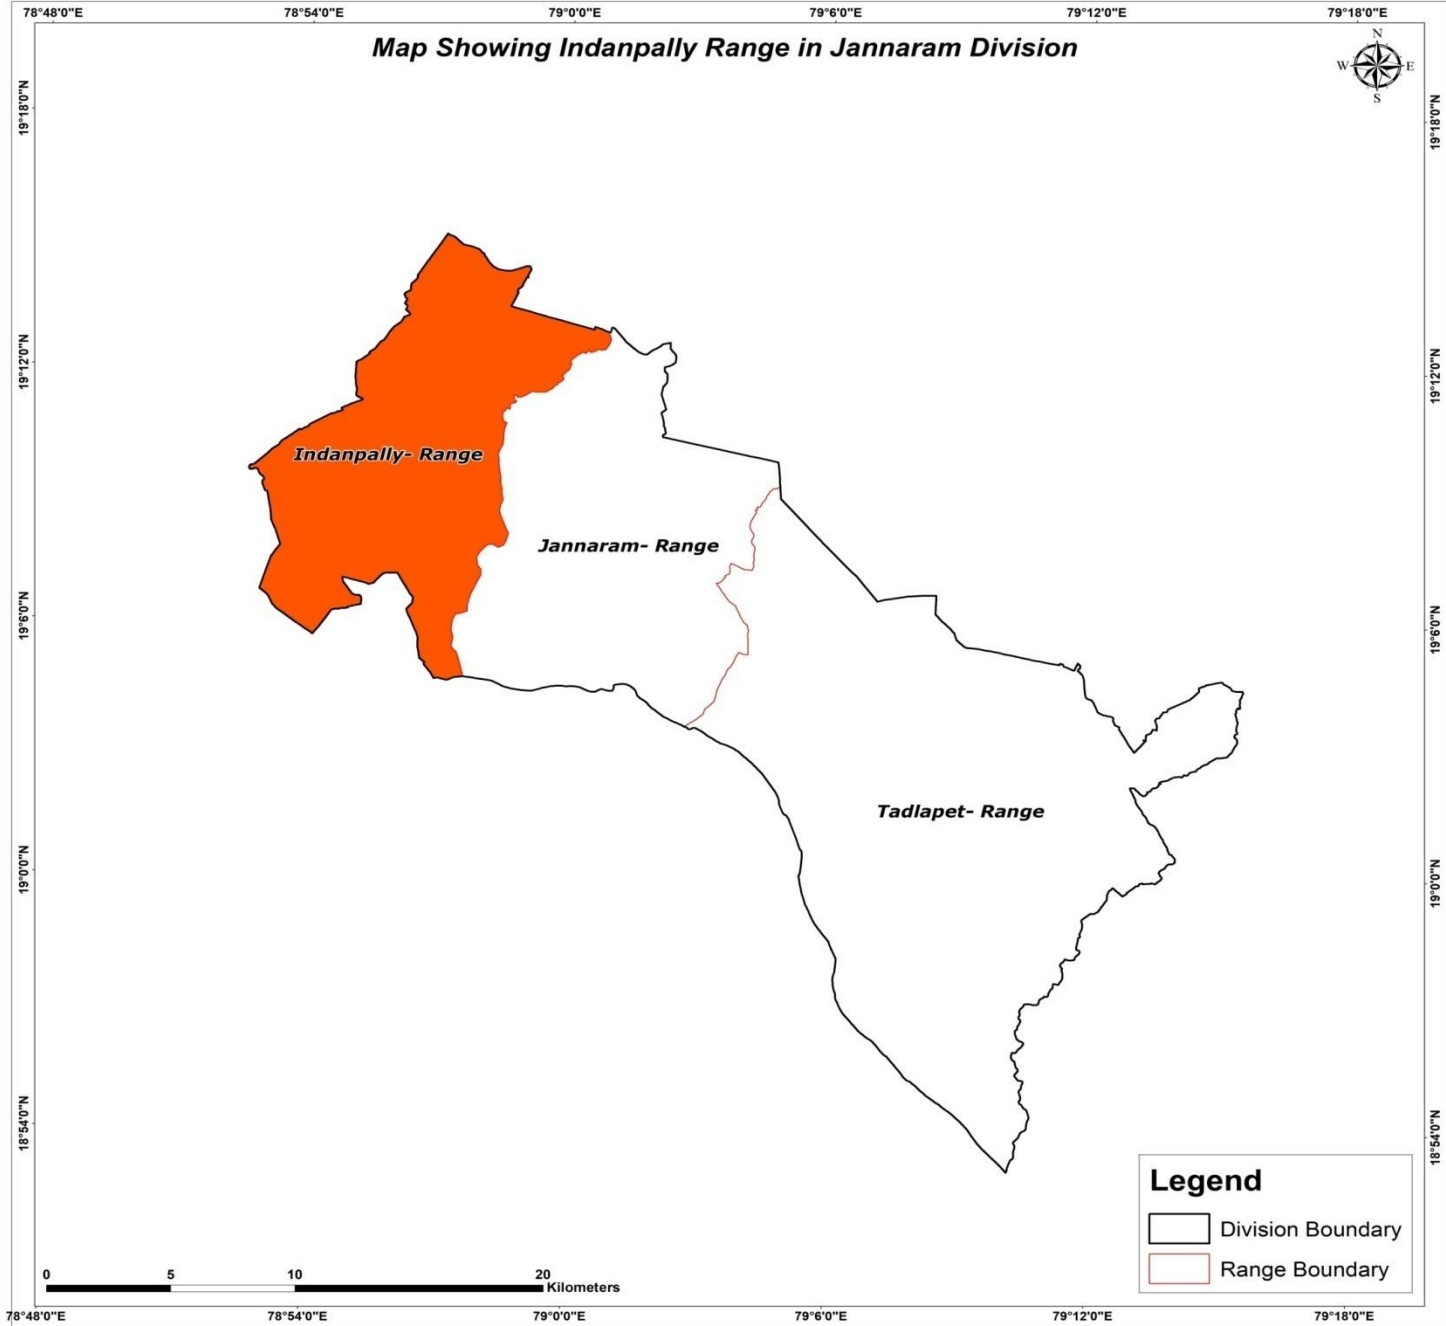 78°48'0"E 78°54'0"E 79°0'0"E 79°6'0"E 79°12'0"E 79°18'0"E
Map Showing Indanpally Range in Jannaram Division
N
W E
S
19°18'0"N 19°18'0"N
19°12'0"N 19°12'0"N
Indanpally- Range
Jannaram- Range
19°6'0"N 19°6'0"N
Tadlapet- Range
19°0'0"N 19°0'0"N
18°54'0"N 18°54'0"N
Legend
Division Boundary
Range Boundary
0 5 10 20
Kilometers
78°48'0"E 78°54'0"E 79°0'0"E 79°6'0"E 79°12'0"E 79°18'0"E